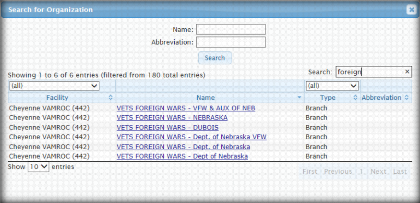 Search for Organization
Name:
Abbreviation:
Search
Showing 1 to 6 of 6 entries (filtered from 180 total entries)
Search: foreign
(all) (all)
Facility Name Type Abbreviation
Cheyenne VAMROC (442) VETS FOREIGN WARS - VFW & AUX OF NEB Branch
Cheyenne VAMROC (442) VETS FOREIGN WARS - NEBRASKA Branch
Cheyenne VAMROC (442) VETS FOREIGN WARS - DUBOIS Branch
Cheyenne VAMROC (442) VETS FOREIGN WARS - Dept. of Nebraska VFW Branch
Cheyenne VAMROC (442) VETS FOREIGN WARS - Dept. of Nebraska Branch
Cheyenne VAMROC (442) VETS FOREIGN WARS - Dept of Nebraska Branch
Show 10 entries
First Previous 1 Next Last